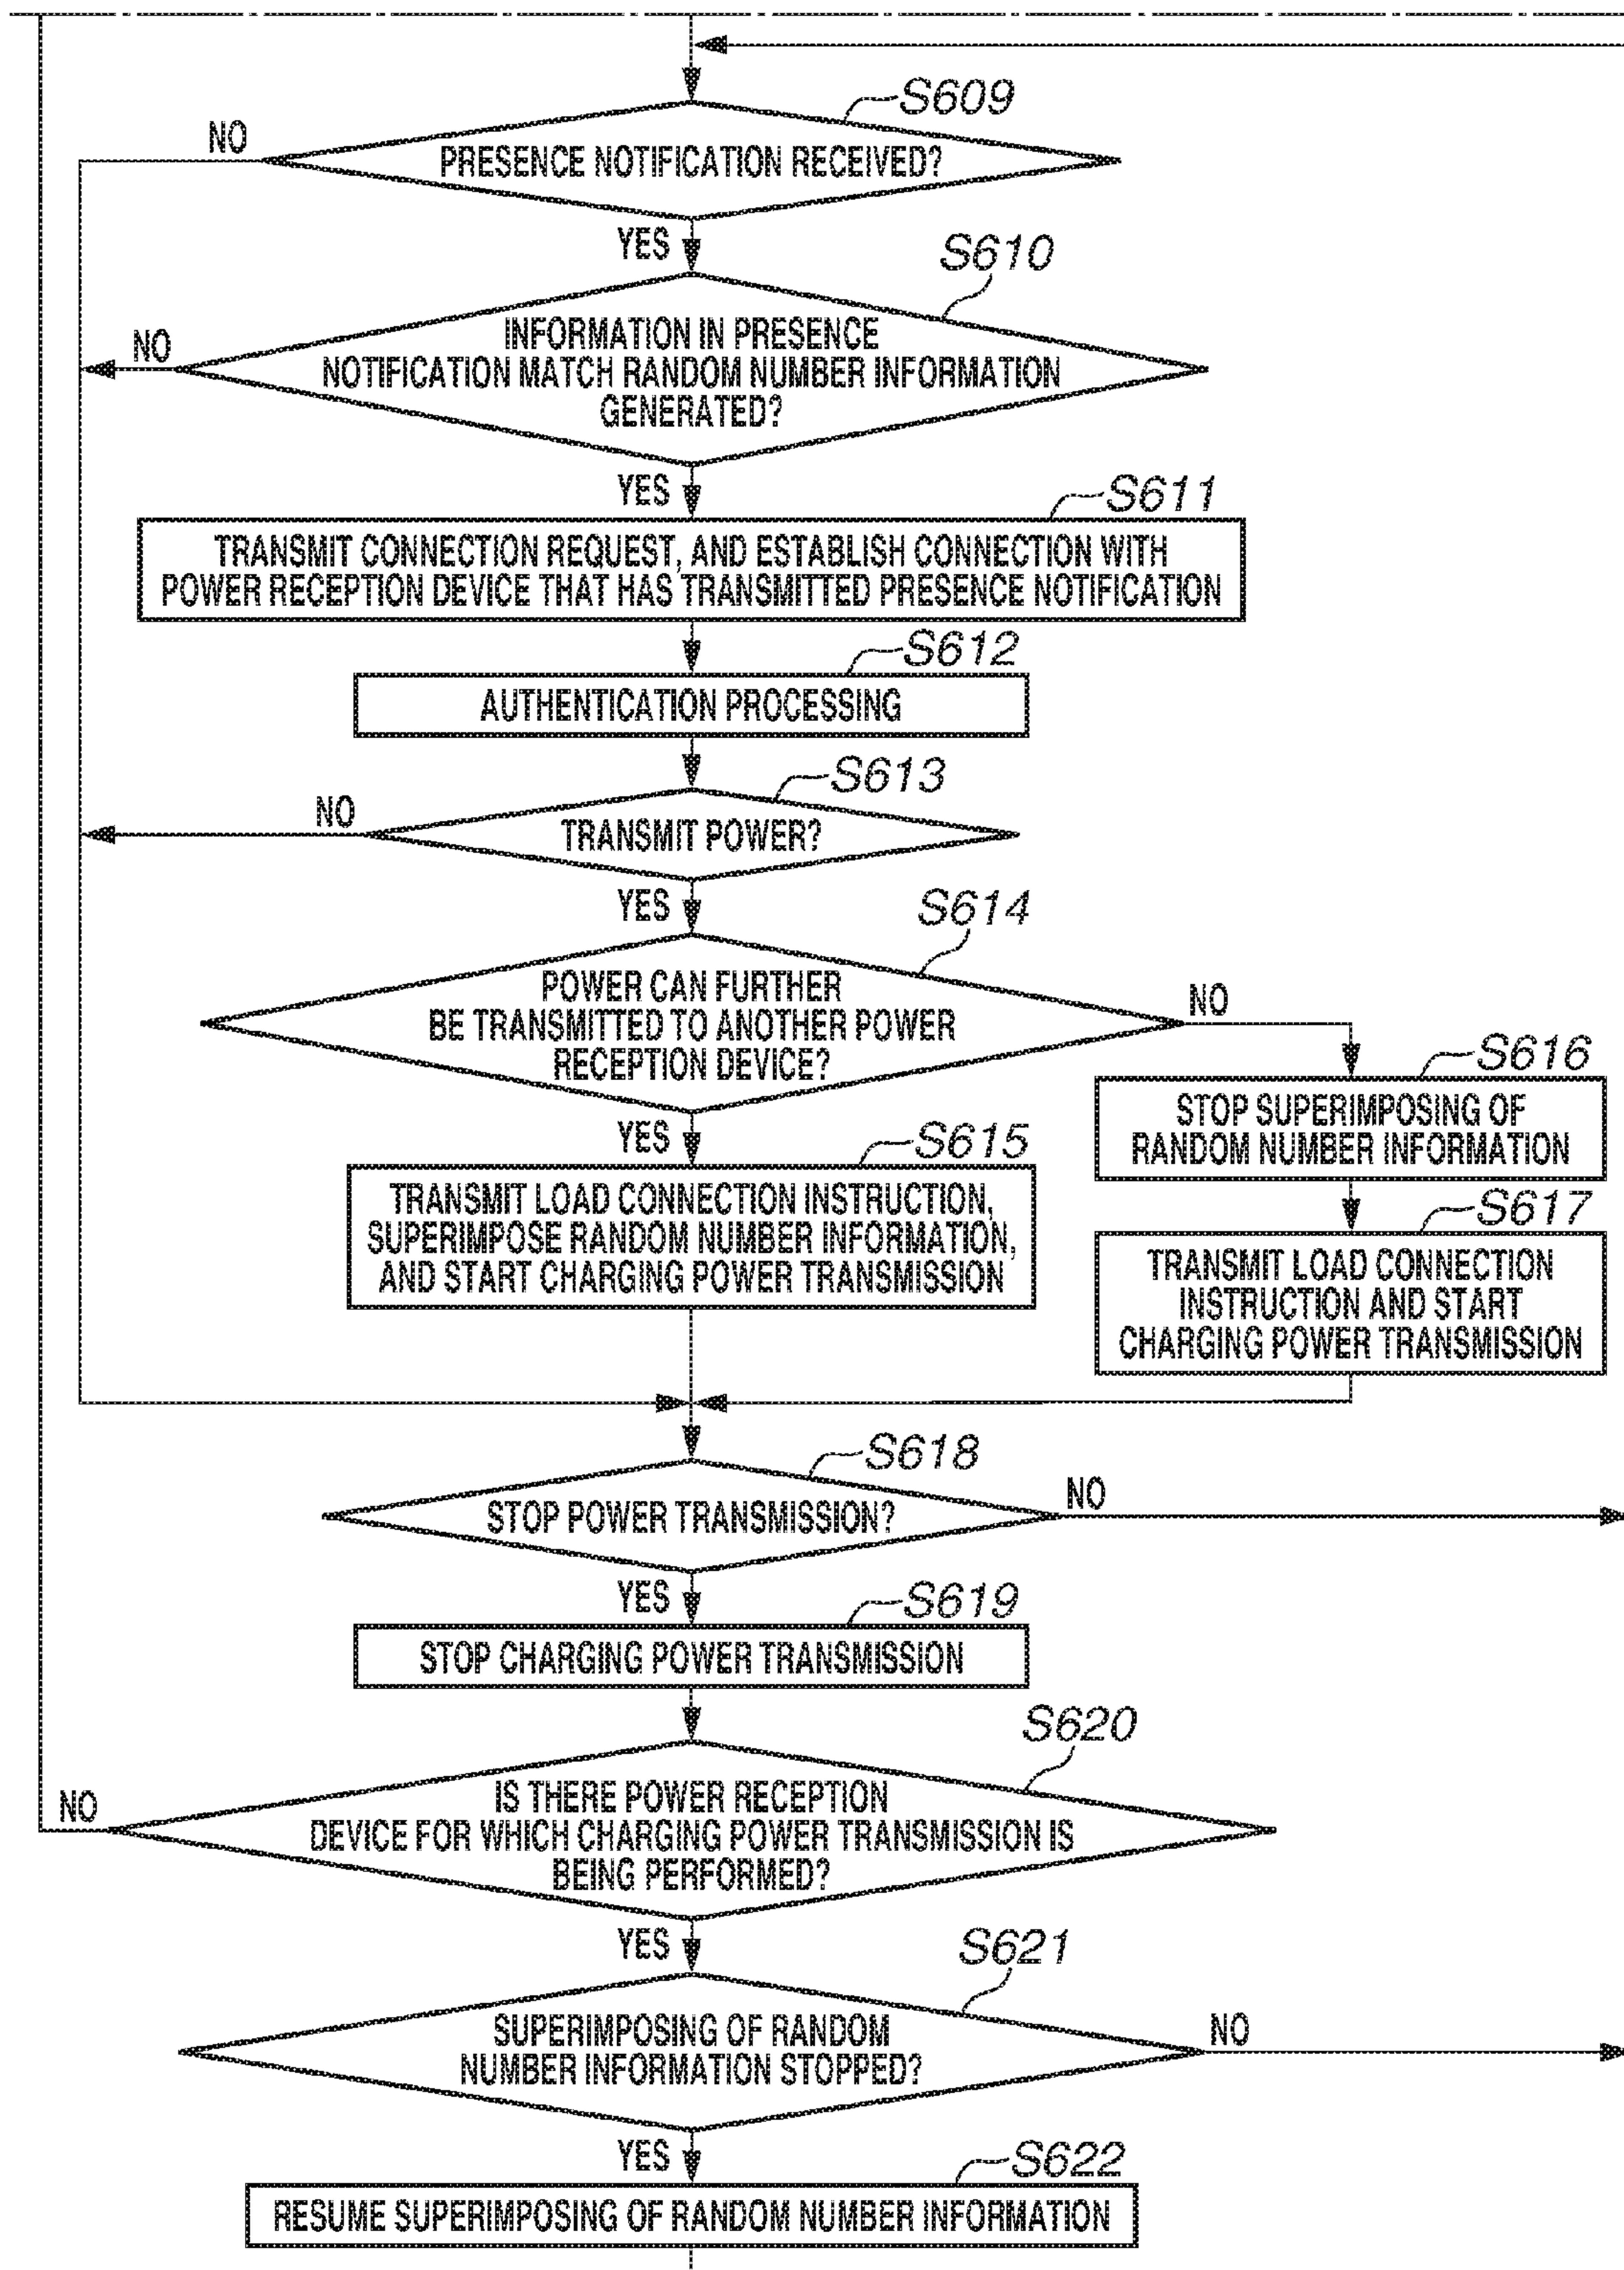 S609
NO
PRESENCE NOTIFICATION RECEIVED?
YES
S610
NO
INFORMATION IN PRESENCE
NOTIFICATION MATCH RANDOM NUMBER INFORMATION
GENERATED?
YES
S611
TRANSMIT CONNECTION REQUEST, AND ESTABLISH CONNECTION WITH
POWER RECEPTION DEVICE THAT HAS TRANSMITTED PRESENCE NOTIFICATION
S612
AUTHENTICATION PROCESSING
S613
NO
TRANSMIT POWER?
YES
S614
POWER CAN FURTHER
BE TRANSMITTED TO ANOTHER POWER
RECEPTION DEVICE?
NO
YES
S616
STOP SUPERIMPOSING OF
RANDOM NUMBER INFORMATION
S615
TRANSMIT LOAD CONNECTION INSTRUCTION,
SUPERIMPOSE RANDOM NUMBER INFORMATION,
AND START CHARGING POWER TRANSMISSION
S617
TRANSMIT LOAD CONNECTION
INSTRUCTION AND START
CHARGING POWER TRANSMISSION
S618
STOP POWER TRANSMISSION?
NO
YES
S619
STOP CHARGING POWER TRANSMISSION
S620
NO
IS THERE POWER RECEPTION
DEVICE FOR WHICH CHARGING POWER TRANSMISSION IS
BEING PERFORMED?
YES
S621
SUPERIMPOSING OF RANDOM
NUMBER INFORMATION STOPPED?
NO
YES
S622
RESUME SUPERIMPOSING OF RANDOM NUMBER INFORMATION